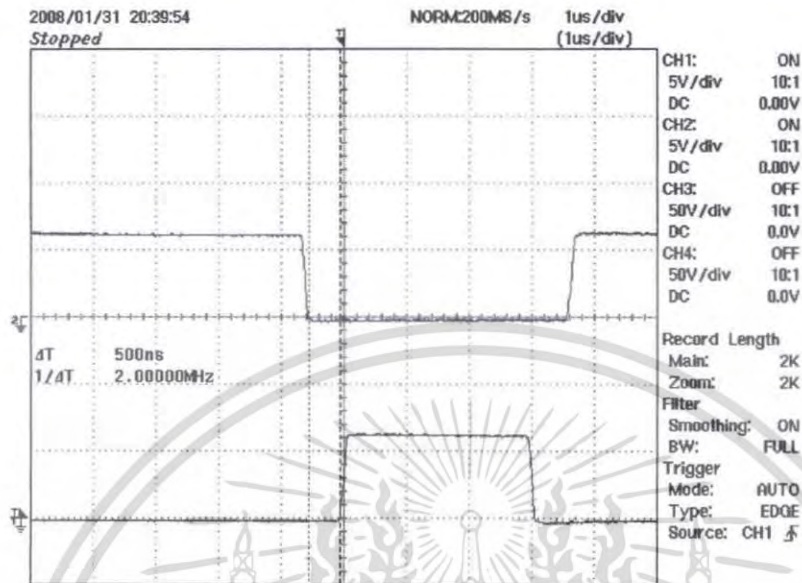 2008/01/31 20:39:54 NORM:200MS/s 1us/div
Stopped (1us/div)
CH1: ON
5V/div 10:1
DC 0.00V
CH2: ON
5V/div 10:1
DC 0.00V
CH3: OFF
50V/div 10:1
DC 0.0V
CH4: OFF
50V/div 10:1
DC 0.0V
Record Length
Main: 2K
Zoom: 2K
Filter
Smoothing: ON
BW: FULL
Trigger
Mode: AUTO
Type: EDGE
Source: CH1
ΔT 500ns
1/ΔT 2.00000MHz